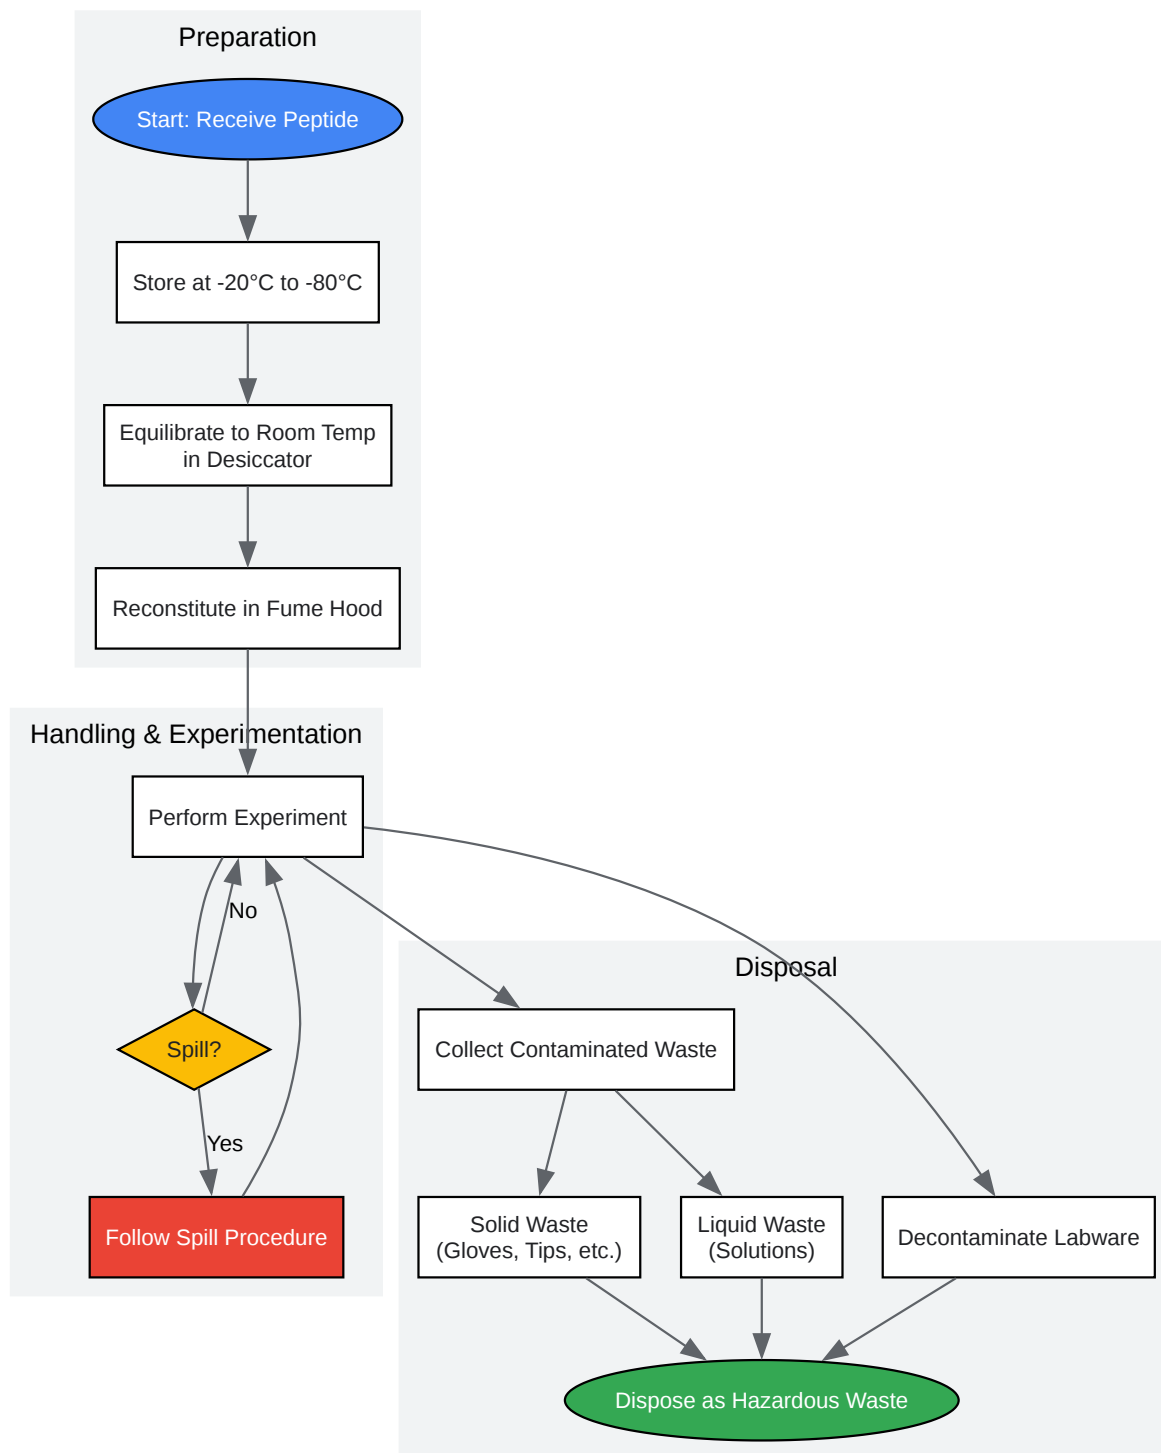 Preparation
Start: Receive Peptide
Store at -20°C to -80°C
Equilibrate to Room Temp
in Desiccator
Reconstitute in Fume Hood
Handling & Experimentation
Perform Experiment
No
Spill?
Yes
Follow Spill Procedure
Disposal
Collect Contaminated Waste
Solid Waste
(Gloves, Tips, etc.)
Liquid Waste
(Solutions)
Decontaminate Labware
Dispose as Hazardous Waste